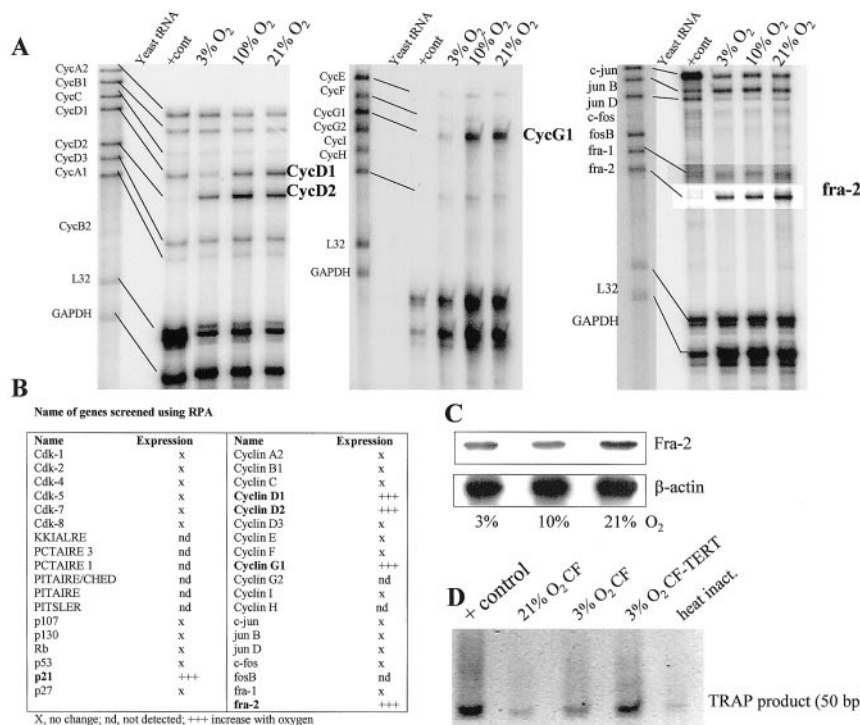 A
Yeast tRNA
+cont
3% O2
10% O2
21% O2
CycA2
CycB1
CycC
CycD1
CycD2
CycD3
CycA1
CycB2
L32
GAPDH
CycD1
CycD2
Yeast tRNA
+cont
3% O2
10% O2
21% O2
CycE
CycF
CycG1
CycG2
CycI
CycH
L32
GAPDH
CycG1
Yeast tRNA
+cont
3% O2
10% O2
21% O2
c-jun
jun B
jun D
c-fos
fosB
fra-1
fra-2
L32
GAPDH
fra-2
B
Name of genes screened using RPA
Name Expression Name Expression
Cdk-1 x Cyclin A2 x
Cdk-2 x Cyclin B1 x
Cdk-4 x Cyclin C x
Cdk-5 x Cyclin D1 +++
Cdk-7 x Cyclin D2 +++
Cdk-8 x Cyclin D3 x
KKIALRE nd Cyclin E x
PCTAIRE 3 nd Cyclin F x
PCTAIRE 1 nd Cyclin G1 +++
PITAIRE/CHED nd Cyclin G2 nd
PITAIRE nd Cyclin I x
PITSLER nd Cyclin H nd
p107 x c-jun x
p130 x jun B x
Rb x jun D x
p53 x c-fos x
p21 +++ fosB nd
p27 x fra-1 x
fra-2 +++
X, no change; nd, not detected; +++ increase with oxygen
C
Fra-2
β-actin
3% 10% 21% O2
D
+ control
21% O2 CF
3% O2 CF
3% O2 CF-TERT
heat inact.
TRAP product (50 bp